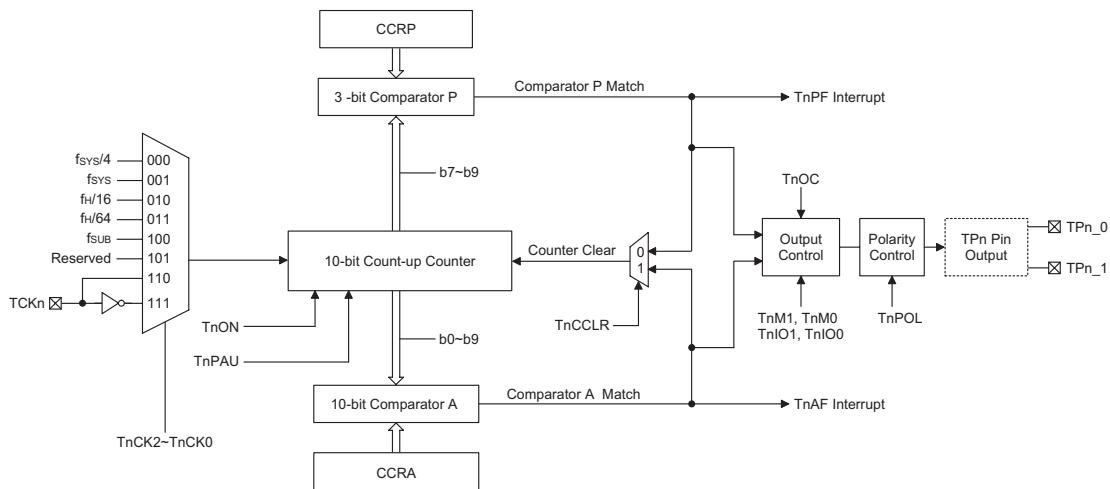 CCRP
3 -bit Comparator P
Comparator P Match
TnPF Interrupt
b7~b9
fSYS/4
000
fSYS
001
fH/16
010
fH/64
011
fSUB
100
Reserved
101
110
TCKn
111
10-bit Count-up Counter
Counter Clear
0
1
TnOC
Output
Control
Polarity
Control
TPn Pin
Output
TPn_0
TPn_1
TnON
TnPAU
b0~b9
TnCCLR
TnM1, TnM0
TnIO1, TnIO0
TnPOL
10-bit Comparator A
Comparator A  Match
TnAF Interrupt
TnCK2~TnCK0
CCRA